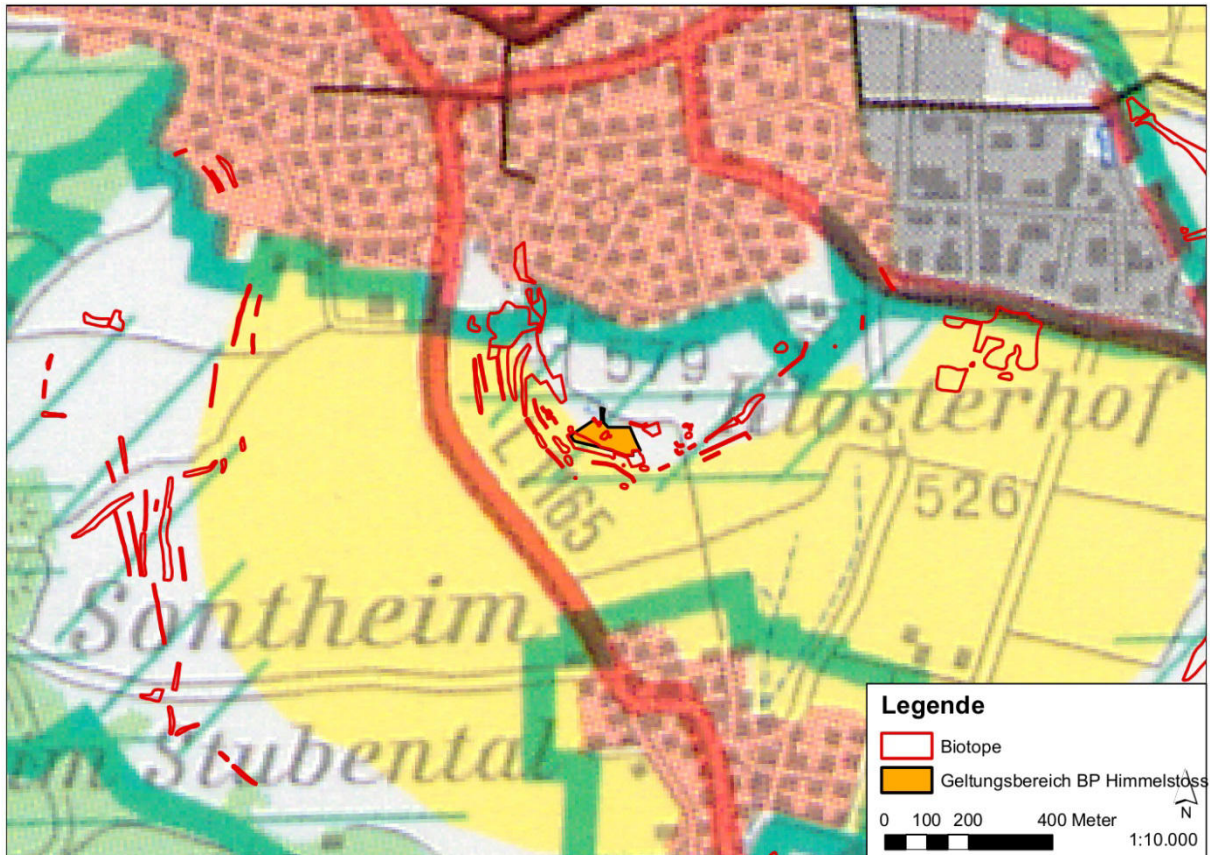 579
Klosterhof
L 1165
526
Sontheim
im Stubental
Legende
Biotope
Geltungsbereich BP Himmelstoss
N
0 100 200 400 Meter
1:10.000